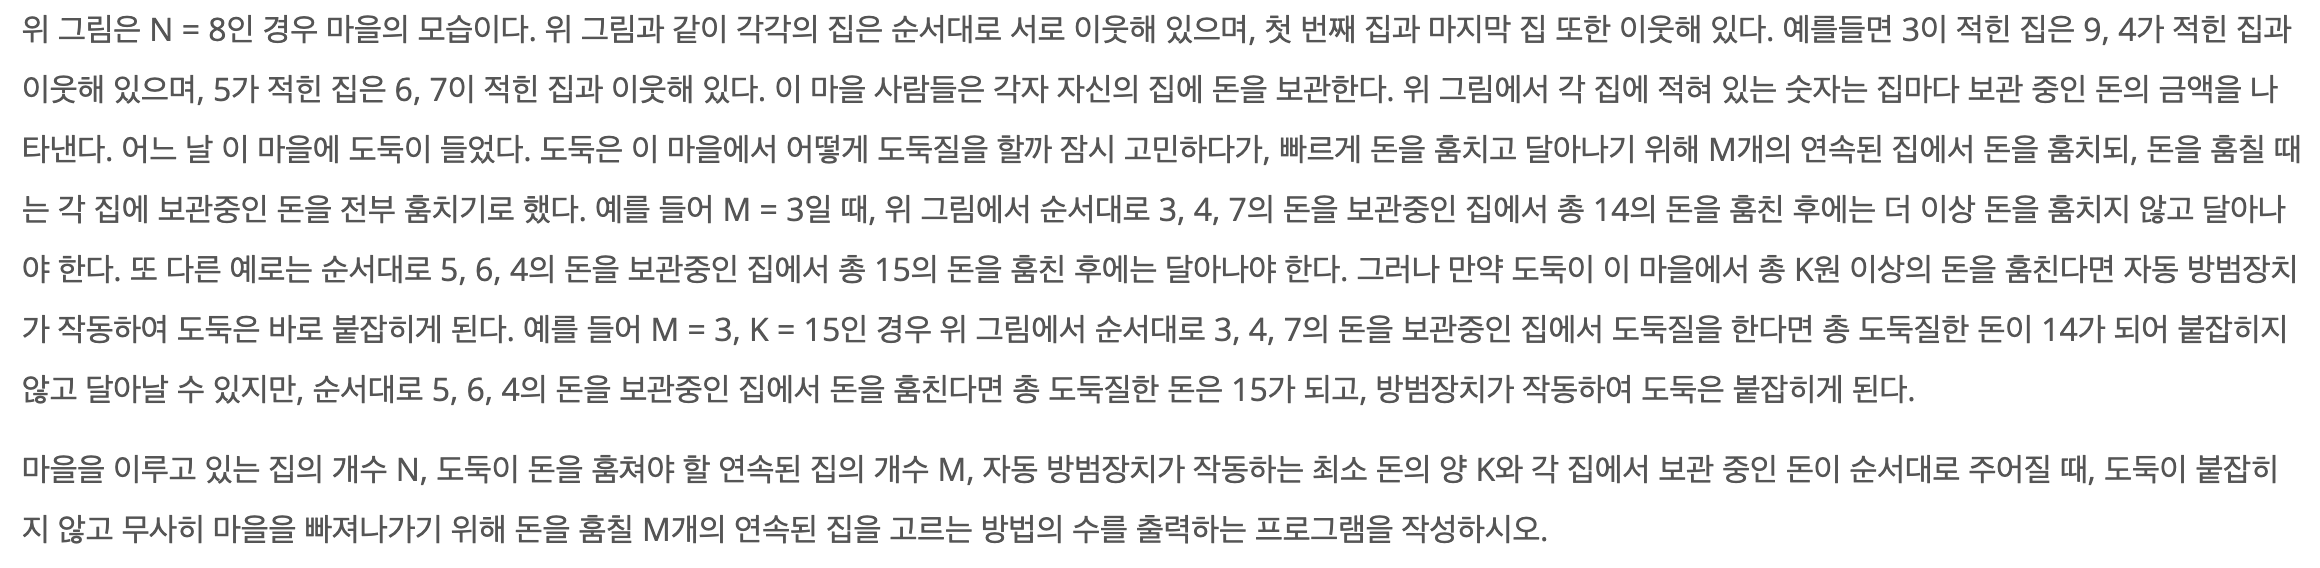 위 그림은 N = 8인 경우 마을의 모습이다. 위 그림과 같이 각각의 집은 순서대로 서로 이웃해 있으며, 첫 번째 집과 마지막 집 또한 이웃해 있다. 예를들면 3이 적힌 집은 9, 4가 적힌 집과
이웃해 있으며, 5가 적힌 집은 6, 7이 적힌 집과 이웃해 있다. 이 마을 사람들은 각자 자신의 집에 돈을 보관한다. 위 그림에서 각 집에 적혀 있는 숫자는 집마다 보관 중인 돈의 금액을 나
타낸다. 어느 날 이 마을에 도둑이 들었다. 도둑은 이 마을에서 어떻게 도둑질을 할까 잠시 고민하다가, 빠르게 돈을 훔치고 달아나기 위해 M개의 연속된 집에서 돈을 훔치되, 돈을 훔칠 때
는 각 집에 보관중인 돈을 전부 훔치기로 했다. 예를 들어 M = 3일 때, 위 그림에서 순서대로 3, 4, 7의 돈을 보관중인 집에서 총 14의 돈을 훔친 후에는 더 이상 돈을 훔치지 않고 달아나
야 한다. 또 다른 예로는 순서대로 5, 6, 4의 돈을 보관중인 집에서 총 15의 돈을 훔친 후에는 달아나야 한다. 그러나 만약 도둑이 이 마을에서 총 K원 이상의 돈을 훔친다면 자동 방범장치
가 작동하여 도둑은 바로 붙잡히게 된다. 예를 들어 M = 3, K = 15인 경우 위 그림에서 순서대로 3, 4, 7의 돈을 보관중인 집에서 도둑질을 한다면 총 도둑질한 돈이 14가 되어 붙잡히지
않고 달아날 수 있지만, 순서대로 5, 6, 4의 돈을 보관중인 집에서 돈을 훔친다면 총 도둑질한 돈은 15가 되고, 방범장치가 작동하여 도둑은 붙잡히게 된다.
마을을 이루고 있는 집의 개수 N, 도둑이 돈을 훔쳐야 할 연속된 집의 개수 M, 자동 방범장치가 작동하는 최소 돈의 양 K와 각 집에서 보관 중인 돈이 순서대로 주어질 때, 도둑이 붙잡히
지 않고 무사히 마을을 빠져나가기 위해 돈을 훔칠 M개의 연속된 집을 고르는 방법의 수를 출력하는 프로그램을 작성하시오.